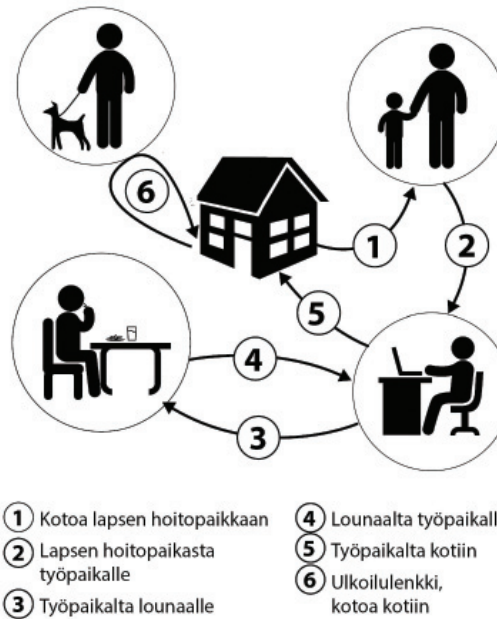 6
1
2
5
4
3
1 Kotoa lapsen hoitopaikkaan
2 Lapsen hoitopaikasta
työpaikalle
3 Työpaikalta lounaalle
4 Lounaalta työpaikall
5 Työpaikalta kotiin
6 Ulkoilulenkki,
kotoa kotiin